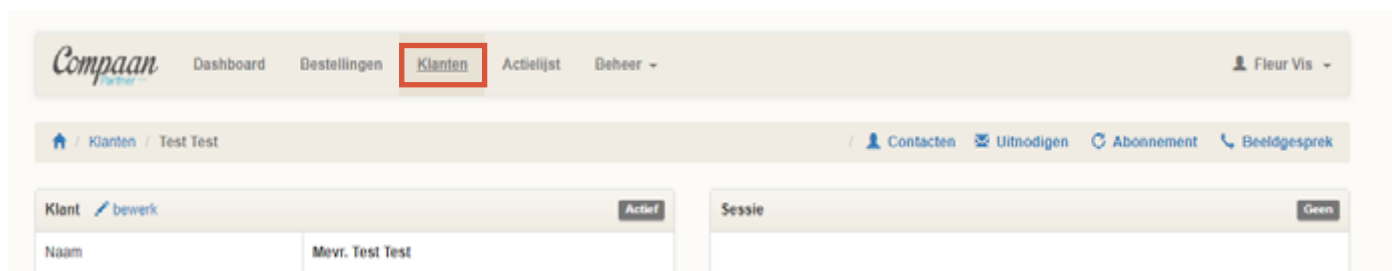 Compaan Partner Dashboard Bestellingen Klanten Actielijst Beheer Fleur Vis
/ Klanten / Test Test / Contacten Uitnodigen Abonnement Beeldgesprek
Klant bewerk Actief Sessie Geen
Naam Mevr. Test Test